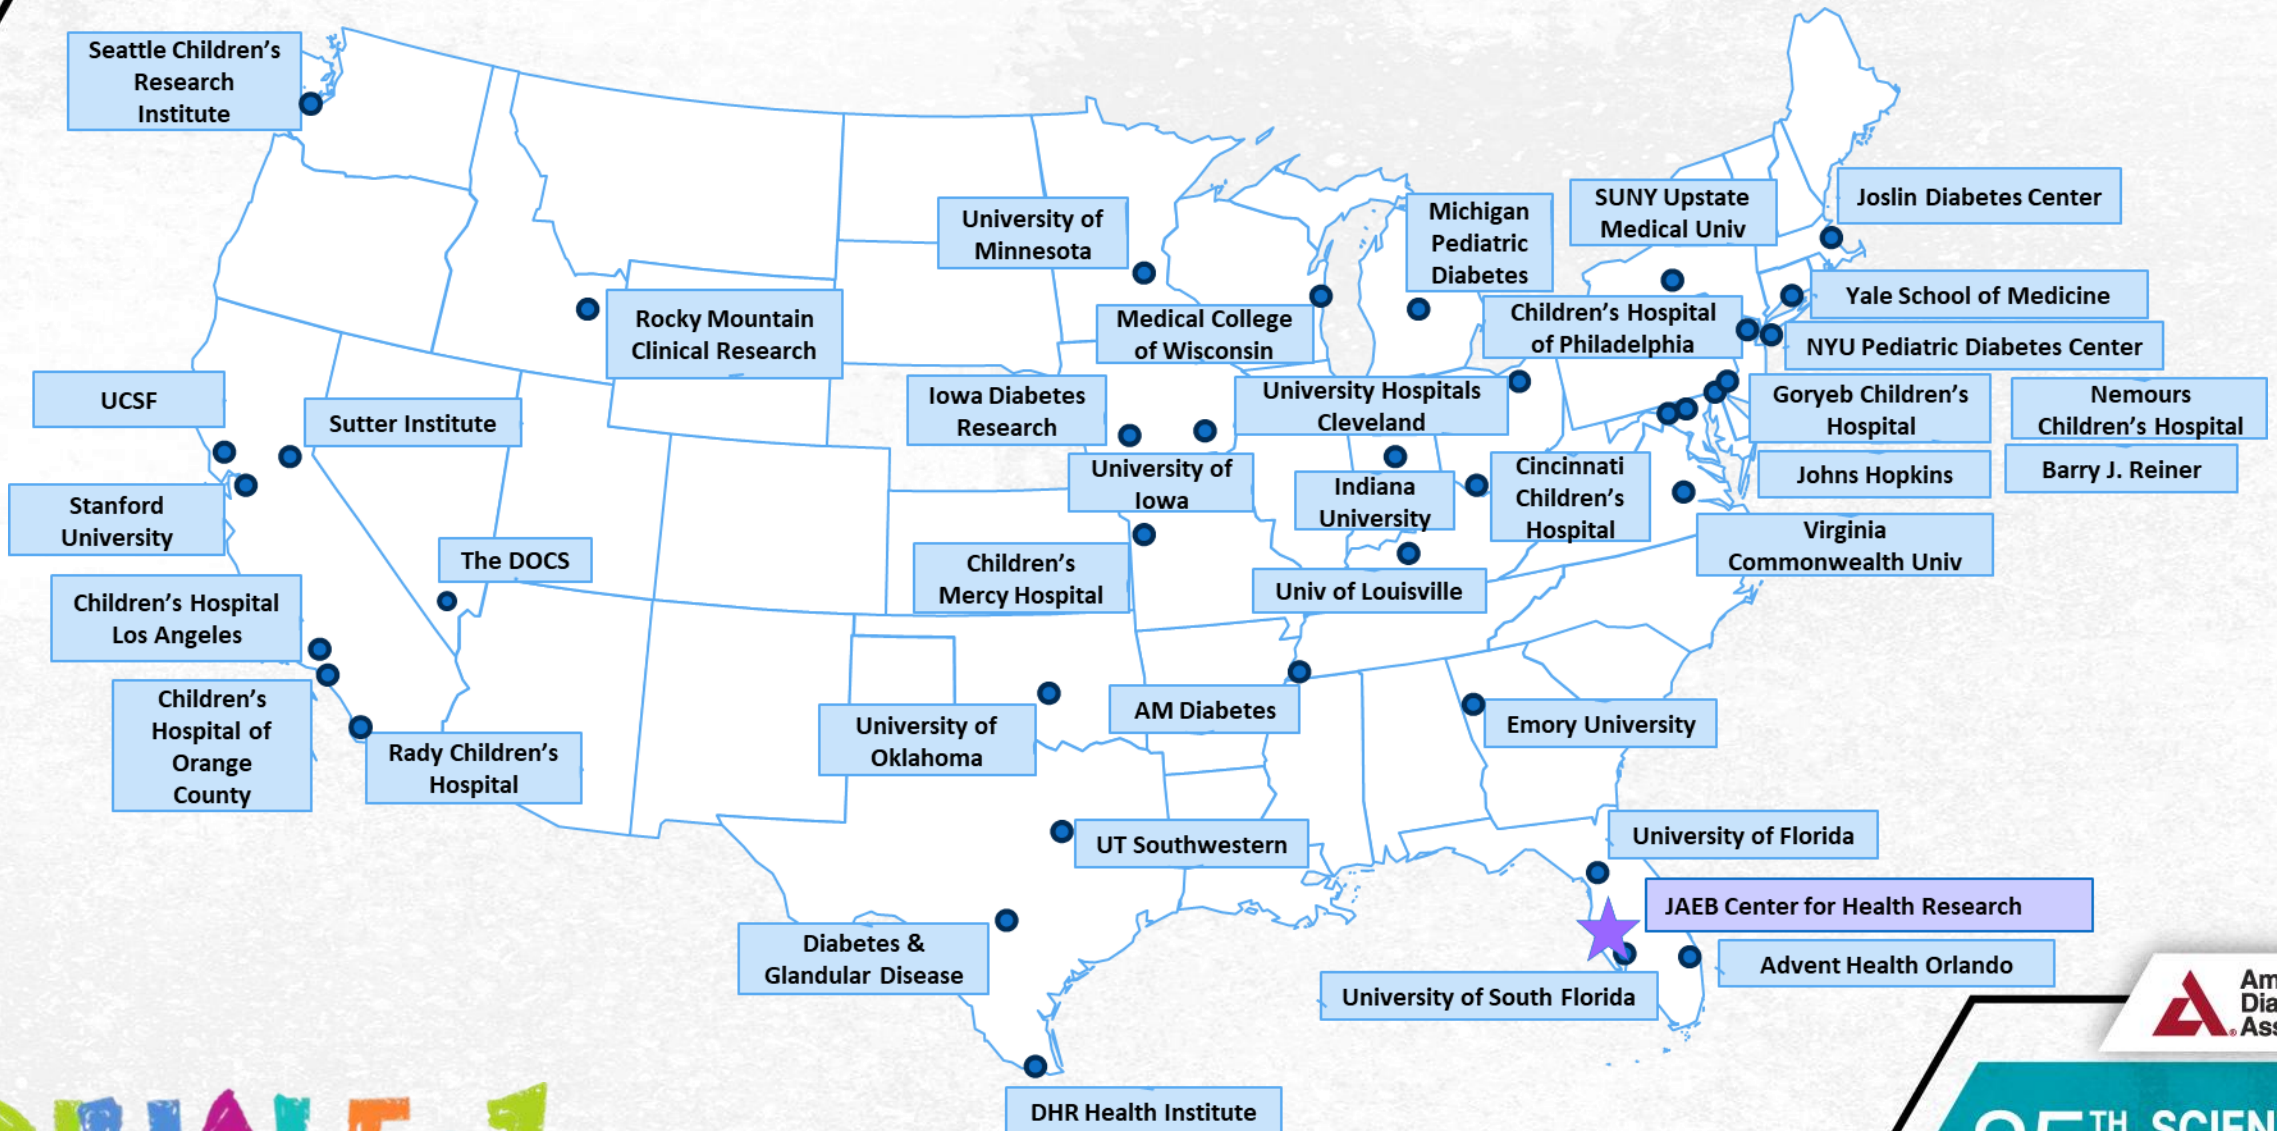 Seattle Children's
Research
Institute
University of
Minnesota
Michigan
Pediatric
Diabetes
SUNY Upstate
Medical Univ
Joslin Diabetes Center
Rocky Mountain
Clinical Research
Medical College
of Wisconsin
Children's Hospital
of Philadelphia
Yale School of Medicine
NYU Pediatric Diabetes Center
UCSF
Sutter Institute
Iowa Diabetes
Research
University Hospitals
Cleveland
Goryeb Children's
Hospital
Nemours
Children's Hospital
Stanford
University
University of
Iowa
Indiana
University
Cincinnati
Children's
Hospital
Johns Hopkins
Barry J. Reiner
The DOCS
Children's
Mercy Hospital
Univ of Louisville
Virginia
Commonwealth Univ
Children's Hospital
Los Angeles
Children's
Hospital of
Orange
County
Rady Children's
Hospital
University of
Oklahoma
AM Diabetes
Emory University
UT Southwestern
University of Florida
JAEB Center for Health Research
Diabetes &
Glandular Disease
University of South Florida
Advent Health Orlando
DHR Health Institute
Am
Dia
Ass
TH SCIEN